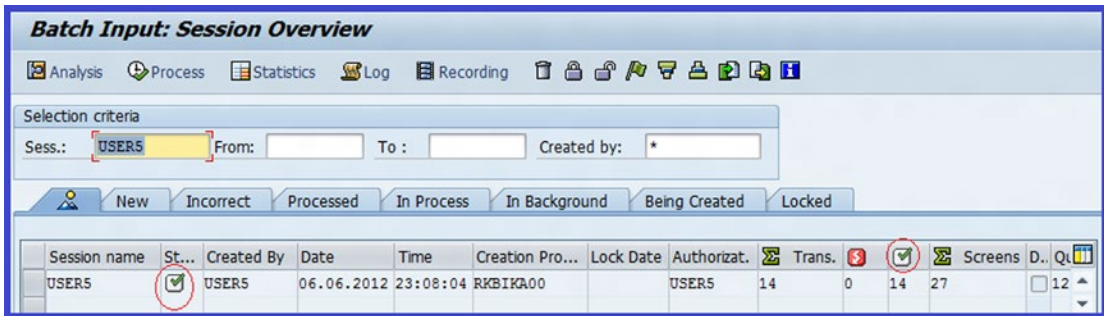 Batch Input: Session Overview
Analysis Process Statistics Log Recording
Selection criteria
Sess.: USER5 From: To : Created by: *
New Incorrect Processed In Process In Background Being Created Locked
Session name St... Created By Date Time Creation Pro... Lock Date Authorizat. Σ Trans. Σ Screens D.. Qu
USER5 USER5 06.06.2012 23:08:04 RKBIKA00 USER5 14 0 14 27 12